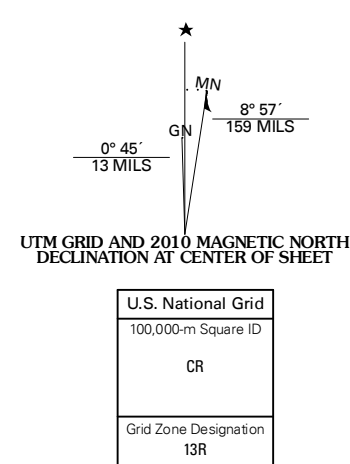 ★
MN
GN
8° 57´
159 MILS
0° 45´
13 MILS
UTM GRID AND 2010 MAGNETIC NORTH
DECLINATION AT CENTER OF SHEET
U.S. National Grid
100,000-m Square ID
CR
Grid Zone Designation
13R